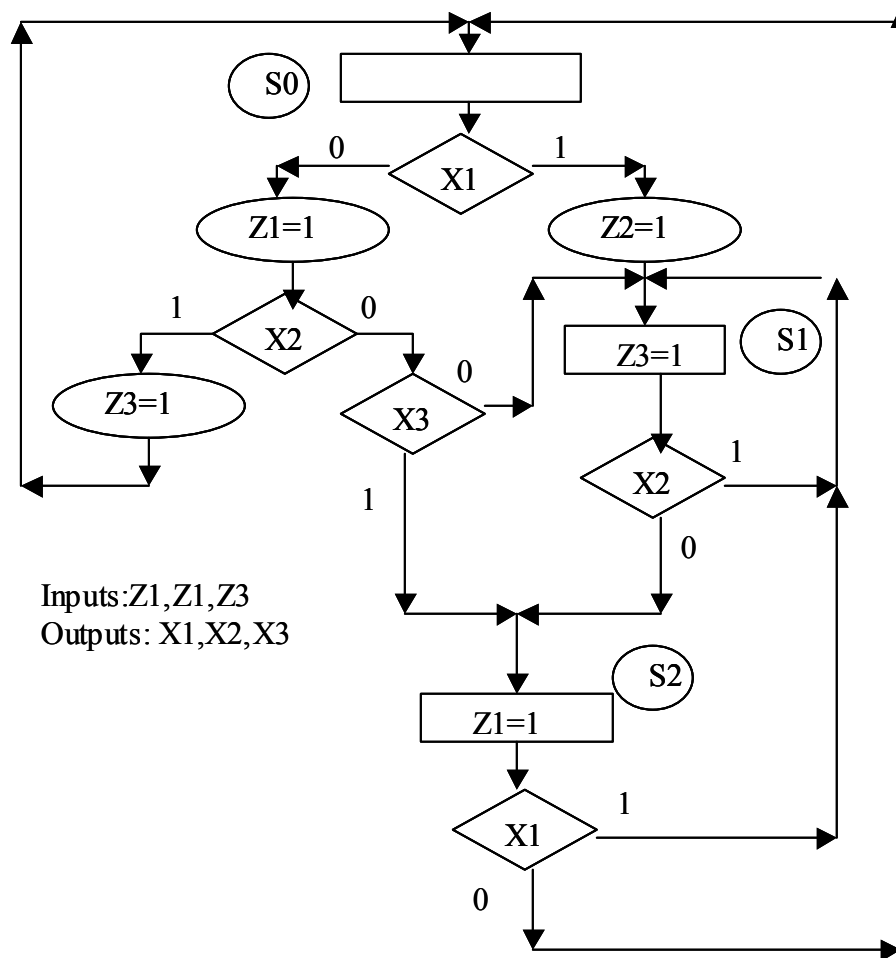 S0
0
1
X1
Z1=1
Z2=1
1
0
X2
S1
Z3=1
0
Z3=1
X3
1
X2
1
0
Inputs:Z1,Z1,Z3
Outputs: X1,X2,X3
S2
Z1=1
1
X1
0